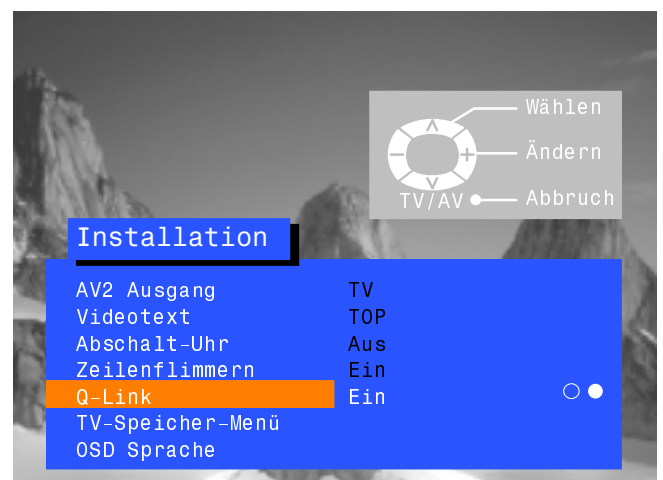 Wählen
Ändern
TV/AV Abbruch
Installation
AV2 Ausgang TV
Videotext TOP
Abschalt-Uhr Aus
Zeilenflimmern Ein
Q-Link Ein
TV-Speicher-Menü
OSD Sprache